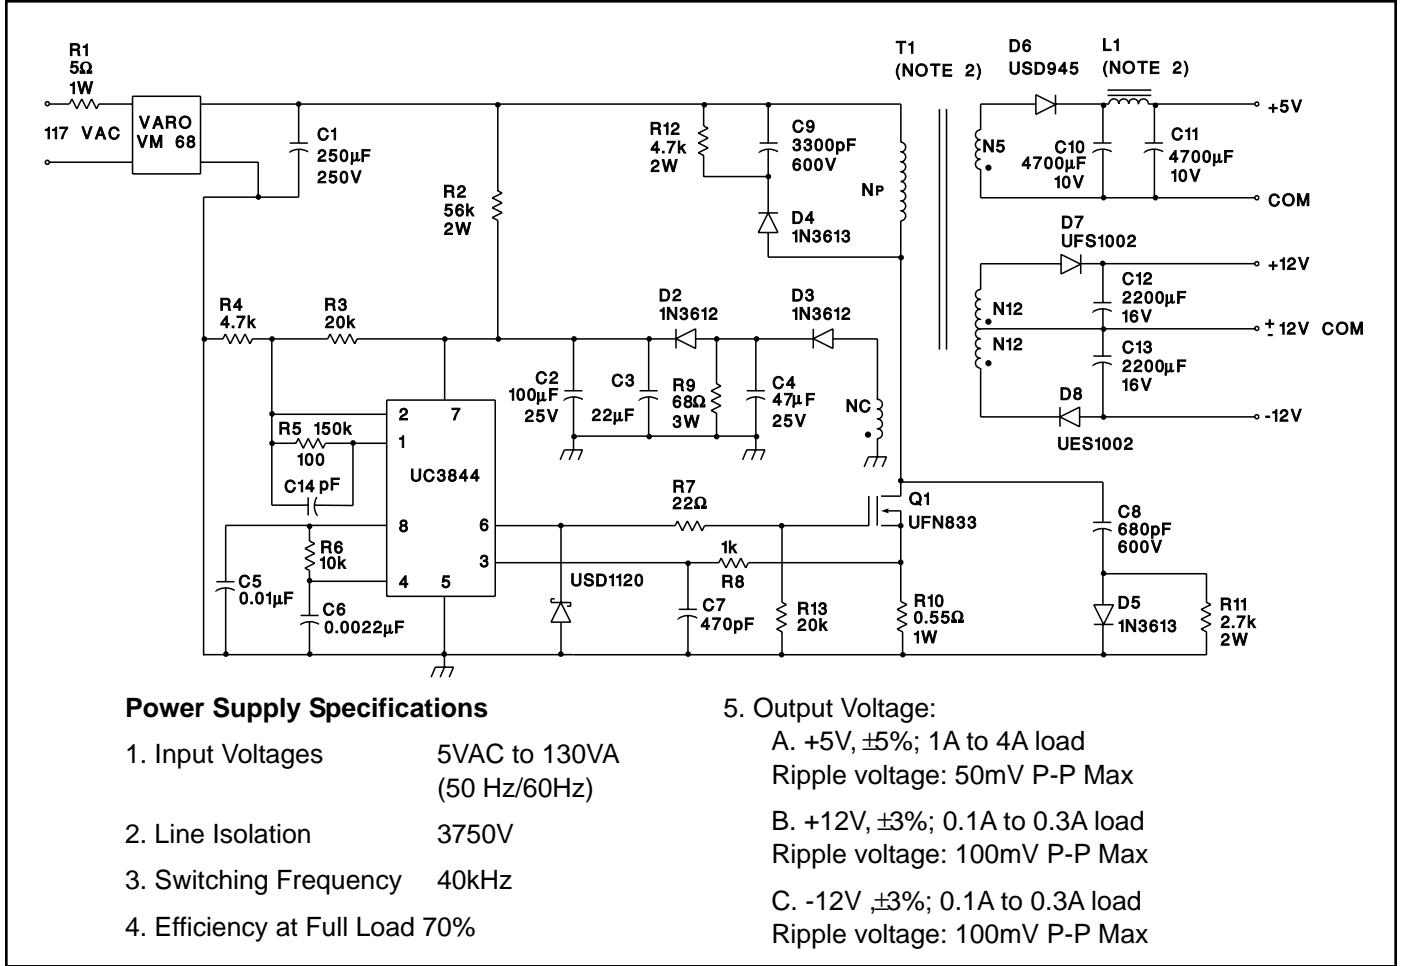 R1
5Ω
1W
117 VAC
VARO
VM 68
C1
250µF
250V
R2
56k
2W
R12
4.7k
2W
C9
3300pF
600V
D4
1N3613
NP
T1
(NOTE 2)
D6
USD945
L1
(NOTE 2)
N5
C10
4700µF
10V
C11
4700µF
10V
+5V
COM
D7
UFS1002
N12
N12
C12
2200µF
16V
C13
2200µF
16V
D8
UES1002
+12V
± 12V COM
-12V
R4
4.7k
R3
20k
D2
1N3612
D3
1N3612
C2
100µF
25V
C3
22µF
R9
68Ω
3W
C4
47µF
25V
NC
R5 150k
100
C14 pF
2 7
1
UC3844
8
6
3
4 5
R6
10k
C5
0.01µF
C6
0.0022µF
USD1120
R7
22Ω
1k
R8
C7
470pF
R13
20k
Q1
UFN833
R10
0.55Ω
1W
C8
680pF
600V
D5
1N3613
R11
2.7k
2W
Power Supply Specifications
1. Input Voltages 5VAC to 130VA
(50 Hz/60Hz)
2. Line Isolation 3750V
3. Switching Frequency 40kHz
4. Efficiency at Full Load 70%
5. Output Voltage:
A. +5V, ±5%; 1A to 4A load
Ripple voltage: 50mV P-P Max
B. +12V, ±3%; 0.1A to 0.3A load
Ripple voltage: 100mV P-P Max
C. -12V ,±3%; 0.1A to 0.3A load
Ripple voltage: 100mV P-P Max